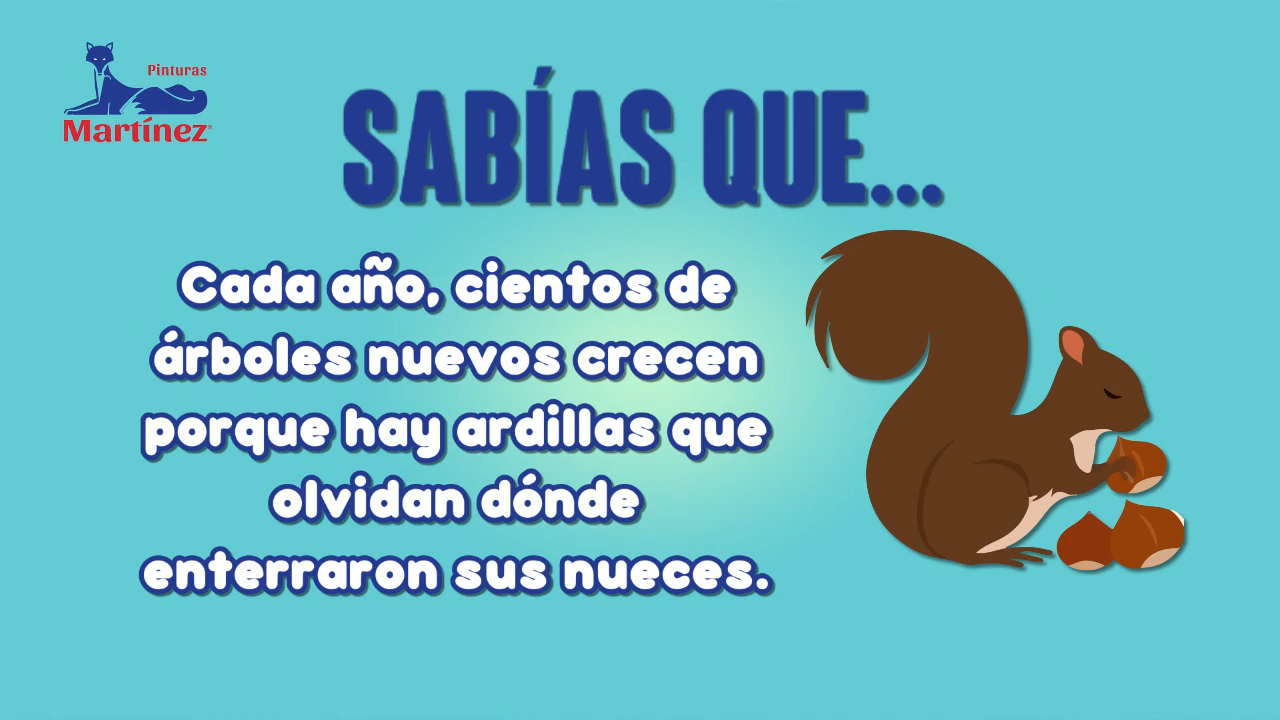 Pinturas
Martínez
SABÍAS QUE...
Cada año, cientos de
árboles nuevos crecen
porque hay ardillas que
olvidan dónde
enterraron sus nueces.